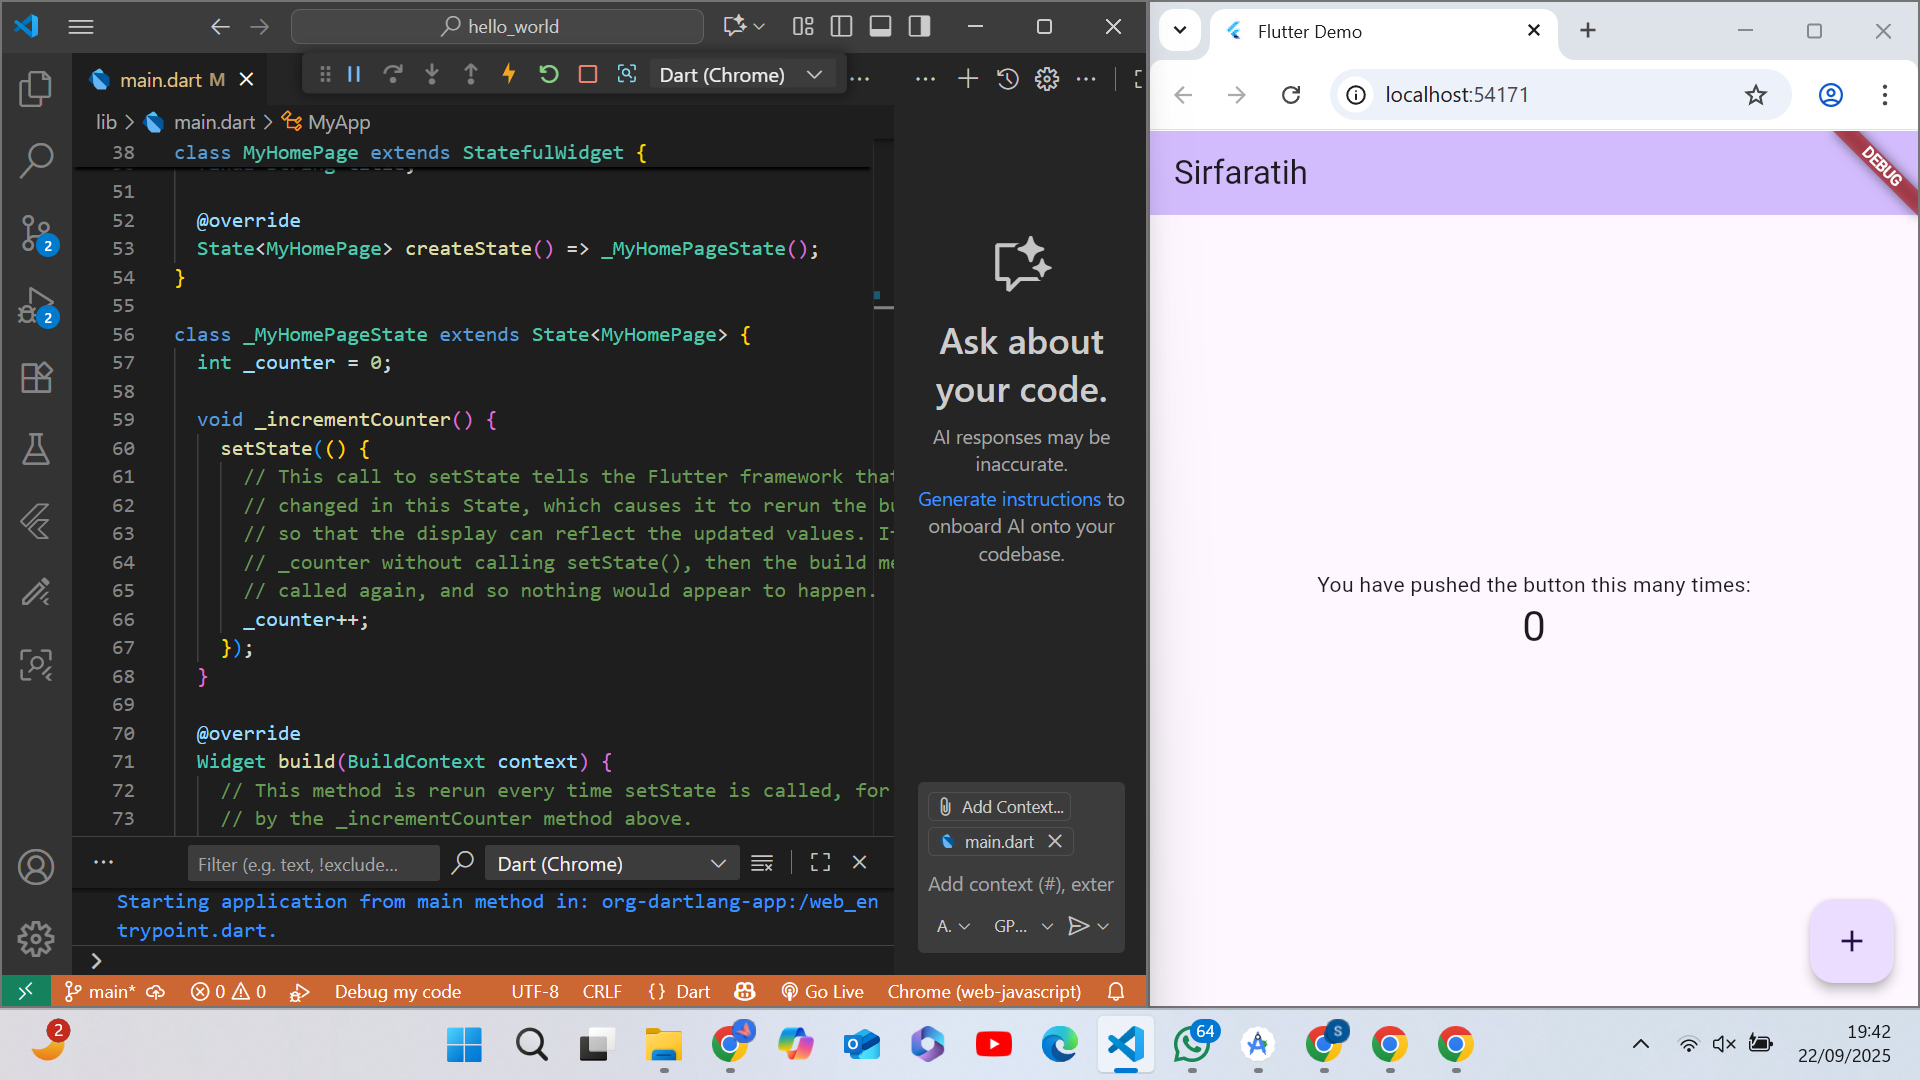 hello_world
main.dart M
Dart (Chrome)
lib > main.dart > MyApp
38 class MyHomePage extends StatefulWidget {
51
52 @override
53 State<MyHomePage> createState() => _MyHomePageState();
54 }
55
56 class _MyHomePageState extends State<MyHomePage> {
57 int _counter = 0;
58
59 void _incrementCounter() {
60 setState(() {
61 // This call to setState tells the Flutter framework that
62 // changed in this State, which causes it to rerun the bu
63 // so that the display can reflect the updated values. If
64 // _counter without calling setState(), then the build me
65 // called again, and so nothing would appear to happen.
66 _counter++;
67 });
68 }
69
70 @override
71 Widget build(BuildContext context) {
72 // This method is rerun every time setState is called, for
73 // by the _incrementCounter method above.
2
2
Filter (e.g. text, !exclude...
Dart (Chrome)
Starting application from main method in: org-dartlang-app:/web_en
trypoint.dart.
Ask about
your code.
AI responses may be
inaccurate.
Generate instructions to
onboard AI onto your
codebase.
Add Context...
main.dart
Add context (#), exter
A.
GP...
main*
0
0
Debug my code
UTF-8
CRLF
{} Dart
Go Live
Chrome (web-javascript)
Flutter Demo
localhost:54171
Sirfaratih
DEBUG
You have pushed the button this many times:
0
2
64
S
19:42
22/09/2025